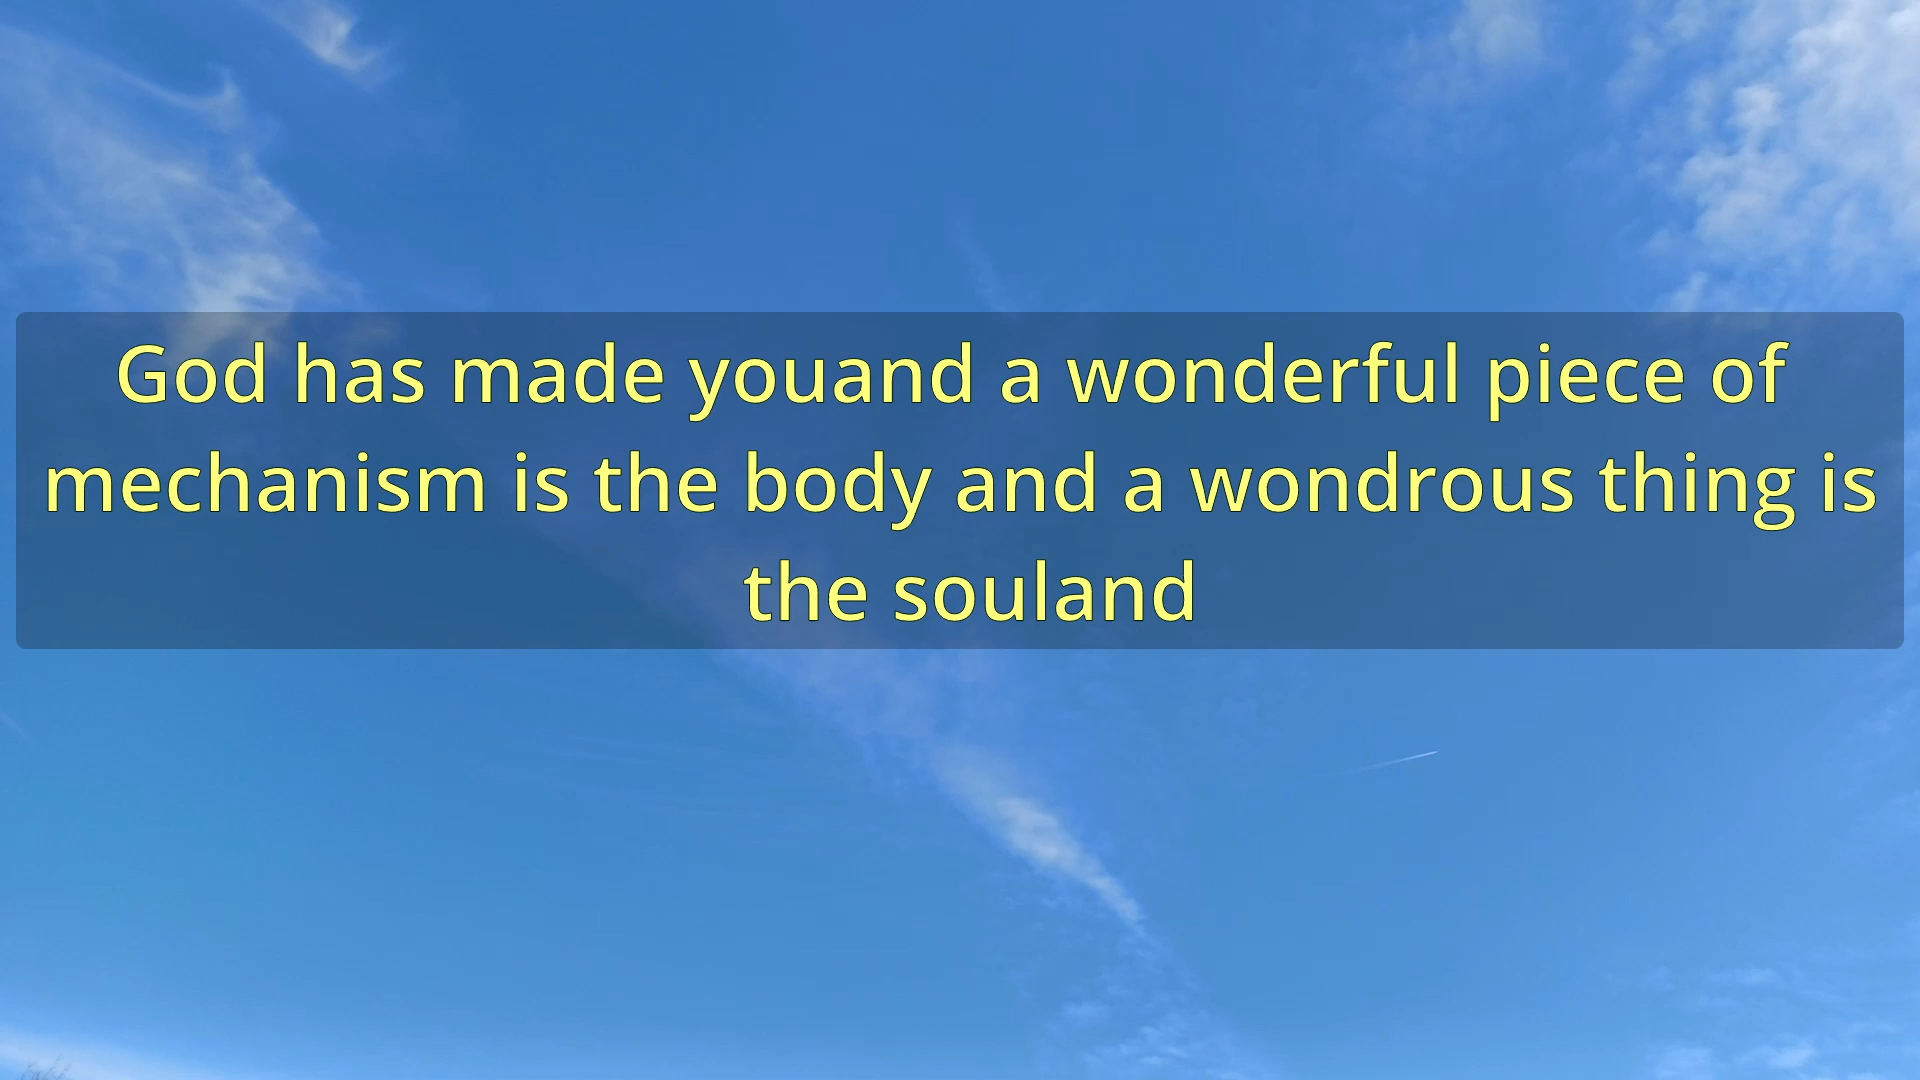 God has made youand a wonderful piece of
mechanism is the body and a wondrous thing is
the souland